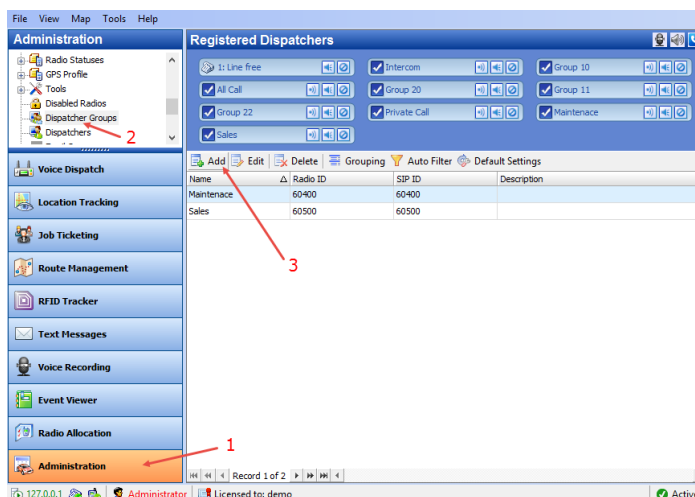 File View Map Tools Help
Administration
Registered Dispatchers
Radio Statuses
GPS Profile
Tools
Disabled Radios
Dispatcher Groups
Dispatchers
2
1: Line free
Intercom
Group 10
All Call
Group 20
Group 11
Group 22
Private Call
Maintenace
Sales
Add Edit Delete Grouping Auto Filter Default Settings
Name Radio ID SIP ID Description
Maintenace 60400 60400
Sales 60500 60500
3
Voice Dispatch
Location Tracking
Job Ticketing
Route Management
RFID Tracker
Text Messages
Voice Recording
Event Viewer
Radio Allocation
Administration
1
Record 1 of 2
127.0.0.1 Administrator Licensed to: demo Activ